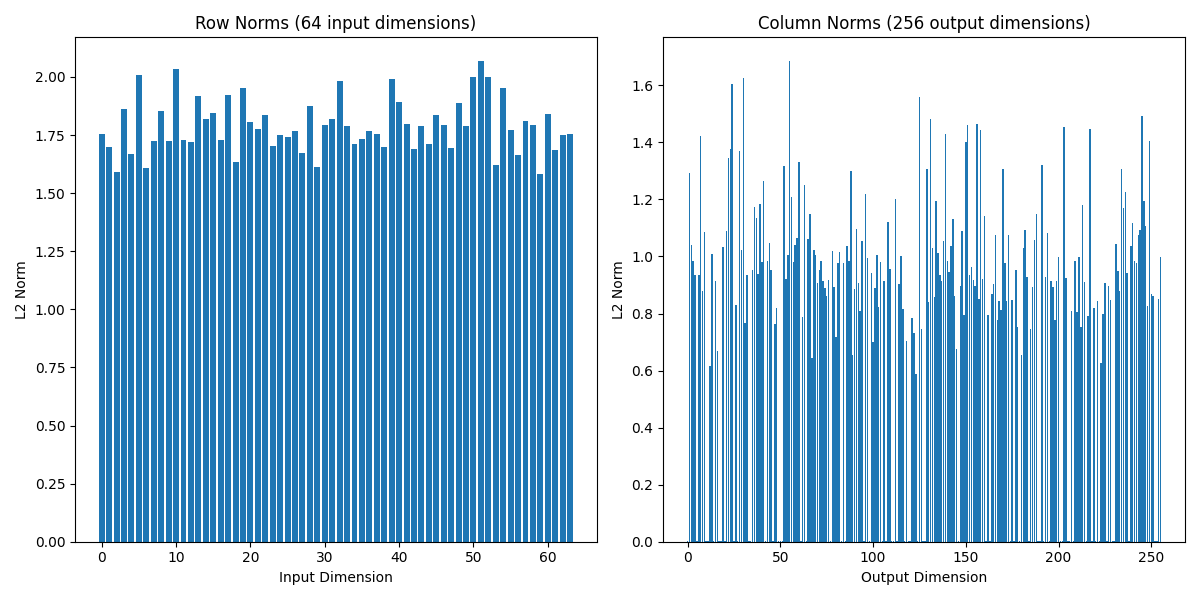 Row Norms (64 input dimensions)
L2 Norm
2.00
1.75
1.50
1.25
1.00
0.75
0.50
0.25
0.00
0 10 20 30 40 50 60
Input Dimension
Column Norms (256 output dimensions)
L2 Norm
1.6
1.4
1.2
1.0
0.8
0.6
0.4
0.2
0.0
0 50 100 150 200 250
Output Dimension